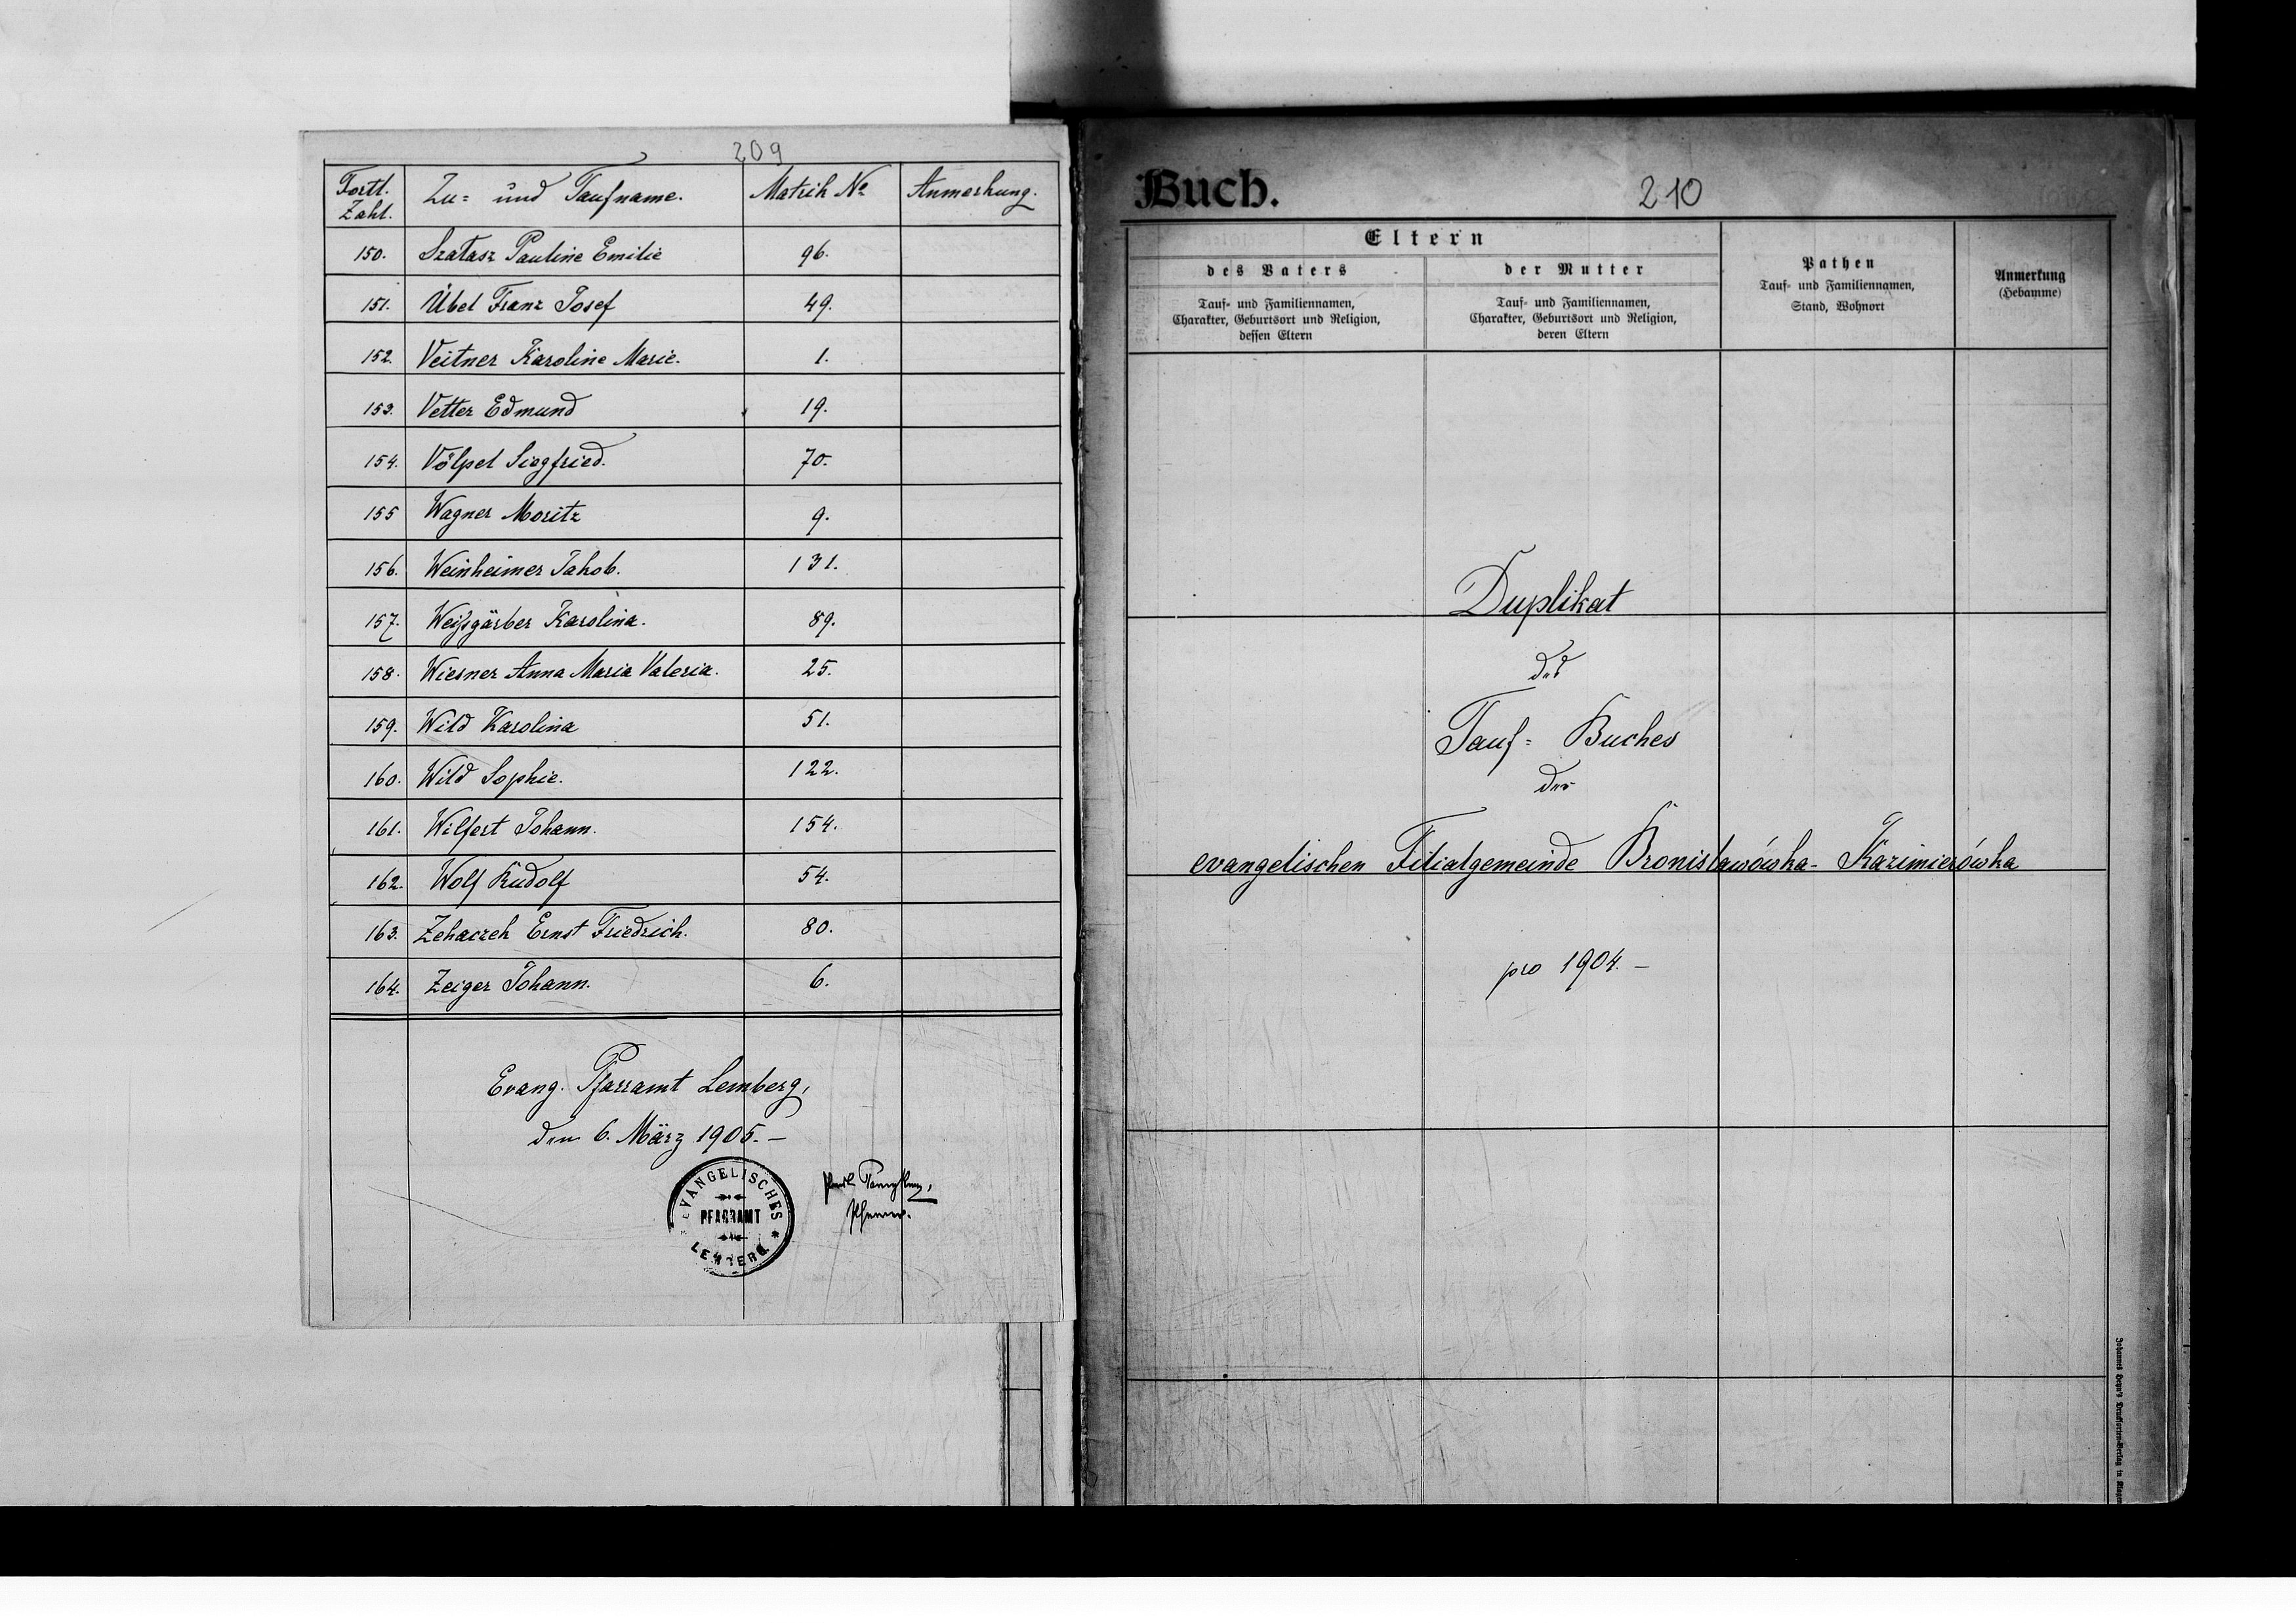 209
Fortl. Zahl. Zu- und Taufname. Matrik No Anmerkung.
150. Szatasz Pauline Emilie 96.
151. Übel Franz Josef 49.
152. Veitner Karoline Marie. 1.
153. Vetter Edmund 19.
154. Völpel Siegfried. 70.
155 Wagner Moritz 9.
156. Weinheimer Jakob. 131.
157. Weißgärber Karolina. 89.
158. Wiesner Anna Maria Valeria. 25.
159. Wild Karolina 51.
160. Wild Sophie. 122.
161. Wilfert Johann. 154.
162. Wolf Rudolf 54.
163. Zehaczek Ernst Friedrich. 80.
164. Zeiger Johann. 6.
Evang. Pfarramt Lemberg,
den 6. März 1905.-
EVANGELISCHES
PFARRAMT
LEMBERG
Pfarrer.
Buch.
210
Eltern
des Vaters
der Mutter
Tauf- und Familiennamen,
Charakter, Geburtsort und Religion,
dessen Eltern
Tauf- und Familiennamen,
Charakter, Geburtsort und Religion,
deren Eltern
Pathen
Tauf- und Familiennamen,
Stand, Wohnort
Anmerkung
(Hebamme)
Duplikat
des
Tauf- Buches
der
evangelischen Filialgemeinde Bronisławówka- Kazimierówka
pro 1904.-